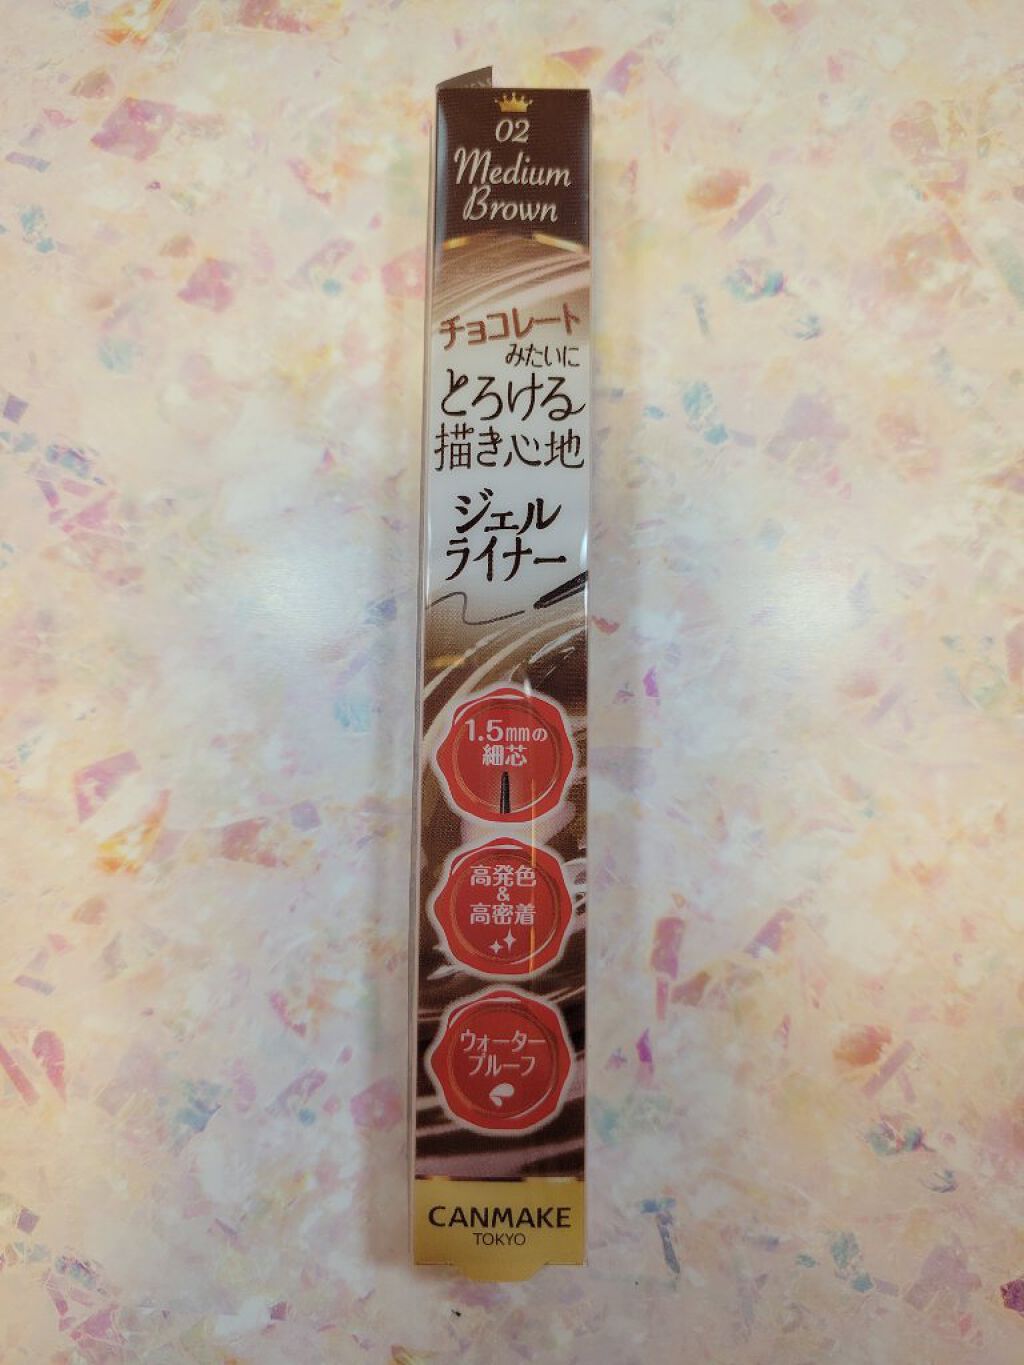 02
Medium
Brown
チョコレート
みたいに
とろける
描き心地
ジェル
ライナー
1.5mmの
細芯
高発色
&
高密着
ウォーター
プルーフ
CANMAKE
TOKYO